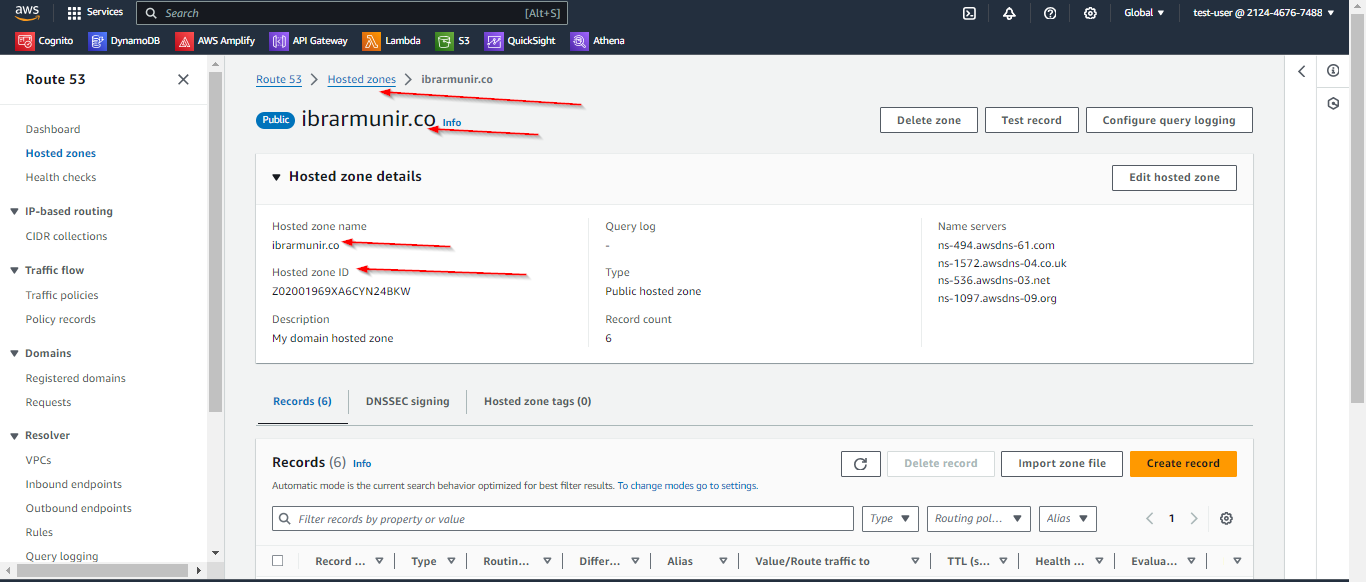 aws
Services
Search
[Alt+S]
Global
test-user @ 2124-4676-7488
Cognito
DynamoDB
AWS Amplify
API Gateway
Lambda
S3
QuickSight
Athena
Route 53
Dashboard
Hosted zones
Health checks
IP-based routing
CIDR collections
Traffic flow
Traffic policies
Policy records
Domains
Registered domains
Requests
Resolver
VPCs
Inbound endpoints
Outbound endpoints
Rules
Query logging
Route 53 > Hosted zones > ibrarmunir.co
Public ibrarmunir.co Info
Delete zone
Test record
Configure query logging
Hosted zone details
Edit hosted zone
Hosted zone name
ibrarmunir.co
Hosted zone ID
Z02001969XA6CYN24BKW
Description
My domain hosted zone
Query log
-
Type
Public hosted zone
Record count
6
Name servers
ns-494.awsdns-61.com
ns-1572.awsdns-04.co.uk
ns-536.awsdns-03.net
ns-1097.awsdns-09.org
Records (6)
DNSSEC signing
Hosted zone tags (0)
Records (6) Info
Delete record
Import zone file
Create record
Automatic mode is the current search behavior optimized for best filter results. To change modes go to settings.
Filter records by property or value
Type
Routing pol...
Alias
1
Record ...
Type
Routin...
Differ...
Alias
Value/Route traffic to
TTL (s...
Health ...
Evalua...